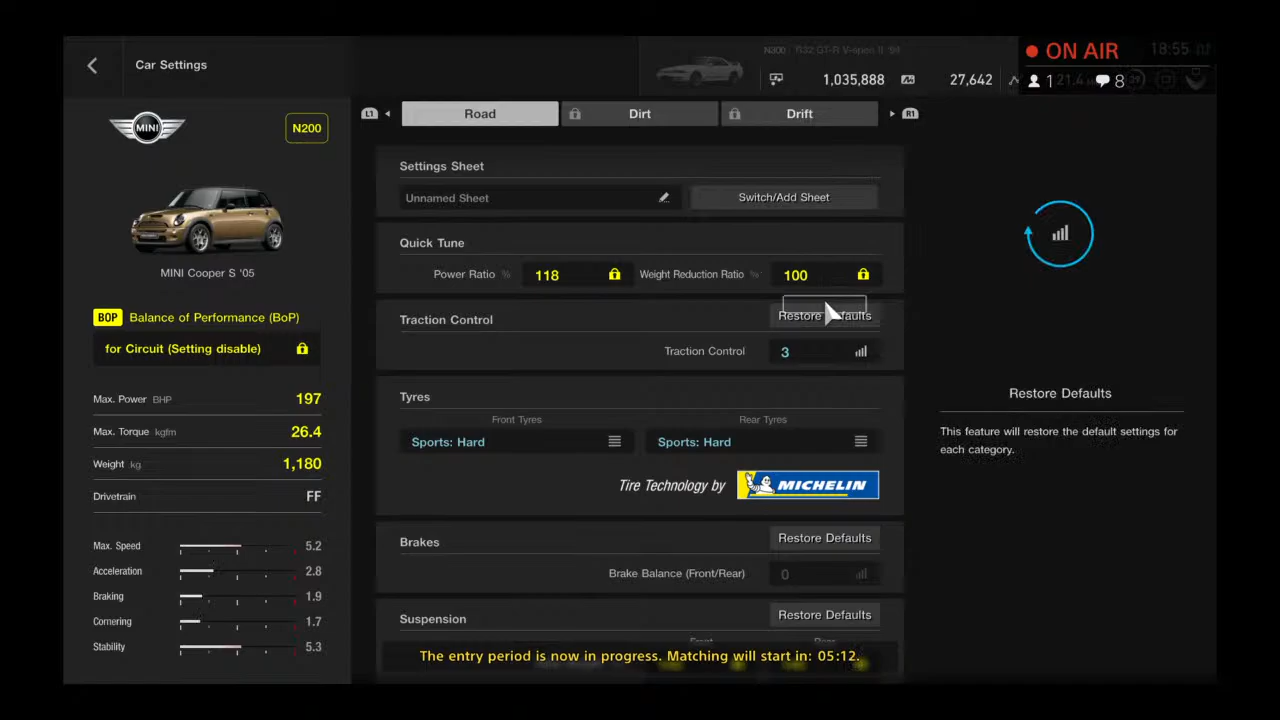 Car Settings
N300 R32 GT-R V-spec II '94
1,035,888
27,642
ON AIR
18:55
1
21.4
8
MINI
N200
MINI Cooper S '05
BOP Balance of Performance (BoP)
for Circuit (Setting disable)
Max. Power BHP 197
Max. Torque kgfm 26.4
Weight kg 1,180
Drivetrain FF
Max. Speed 5.2
Acceleration 2.8
Braking 1.9
Cornering 1.7
Stability 5.3
L1 Road Dirt Drift R1
Settings Sheet
Unnamed Sheet Switch/Add Sheet
Quick Tune
Power Ratio % 118 Weight Reduction Ratio % 100
Traction Control Restore Defaults
Traction Control 3
Tyres
Front Tyres Rear Tyres
Sports: Hard Sports: Hard
Tire Technology by MICHELIN
Brakes Restore Defaults
Brake Balance (Front/Rear) 0
Suspension Restore Defaults
Front Rear
The entry period is now in progress. Matching will start in: 05:12.
Restore Defaults
This feature will restore the default settings for
each category.